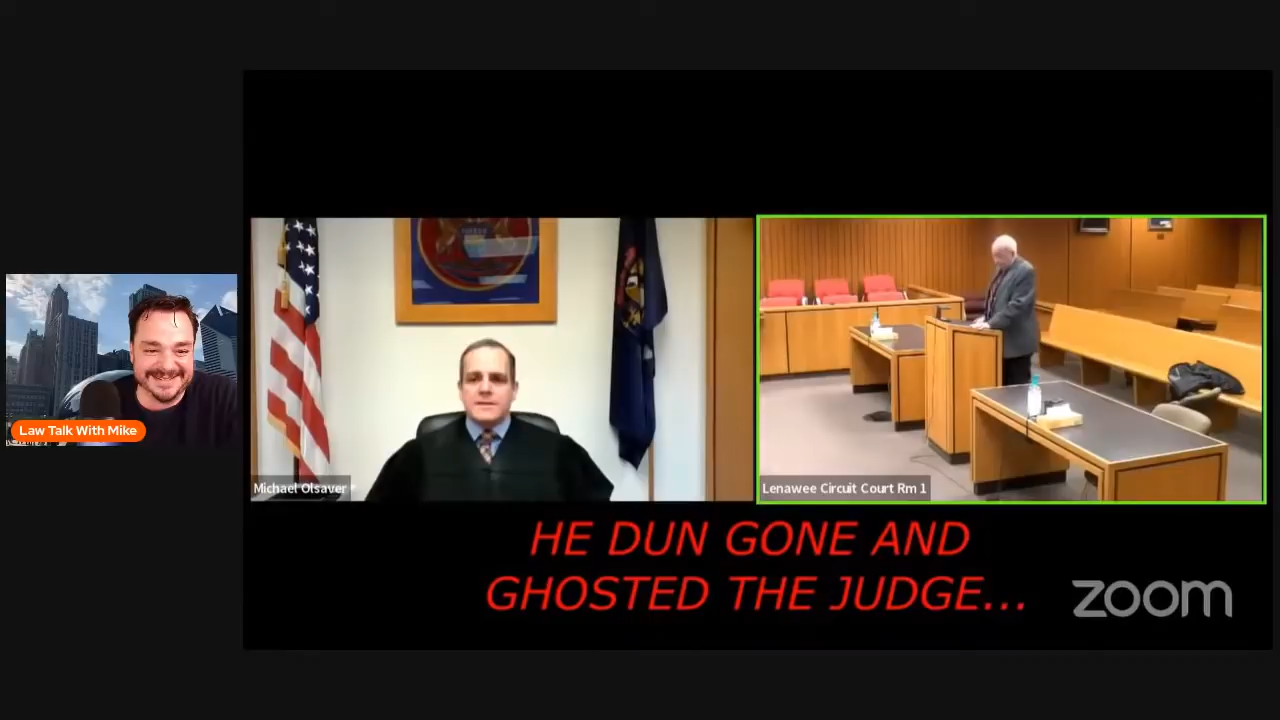 Law Talk With Mike
Michael Olsaver
Lenawee Circuit Court Rm 1
HE DUN GONE AND
GHOSTED THE JUDGE...
zoom